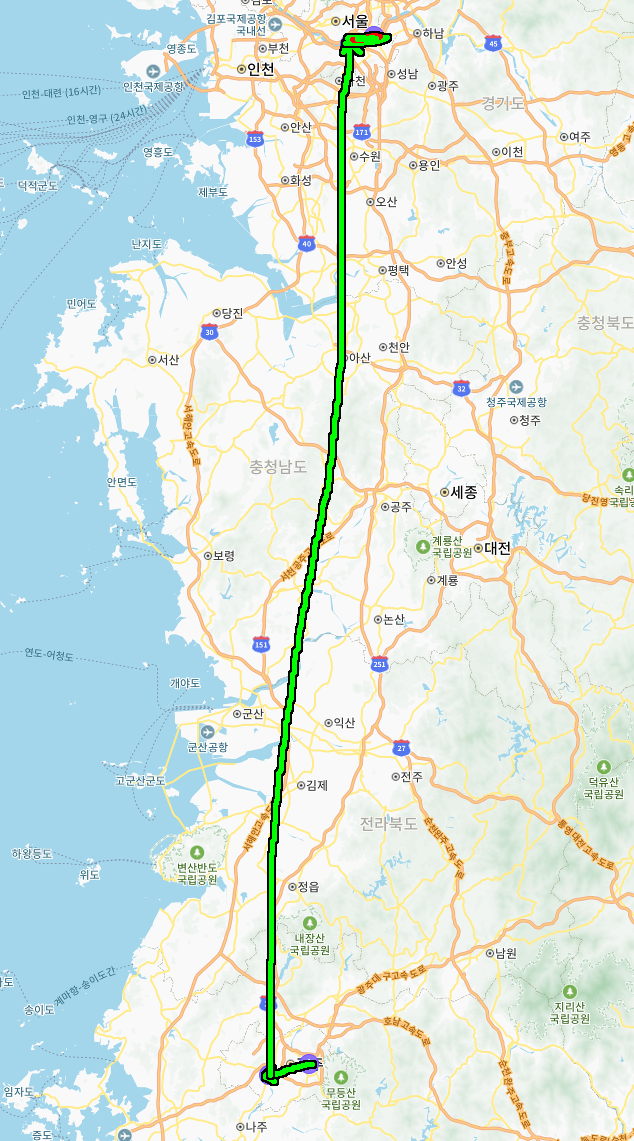 김포국제공항
국내선
서울
하남
45
영종도
부천
인천
성남
인천국제공항
광주
인천-대련 (16시간)
경기도
인천-영구 (24시간)
안산
171
153
여주
영흥도
수원
이천
용인
덕적군도
제부도
화성
오산
중부고속도로
난지도
40
평택
안성
민어도
당진
충청북도
30
천안
서산
아산
32
청주국제공항
청주
서해안고속도로
충청남도
안면도
세종
당진영
공주
계룡산
국립공원
대전
서천공주고속도로
보령
계룡
논산
151
연도-어청도
251
개야도
군산
익산
군산공항
27
고군산군도
김제
전주
덕유산
국립공원
전라북도
서해안고속도
순천완주고속도로
통영대전고속도로
하왕등도
변산반도
국립공원
위도
정읍
내장산
국립공원
남원
광주대구고속도로
계마항-송이도간
지리산
국립공원
송이도
호남고속도로
순천완주고속도로
임자도
무등산
국립공원
나주
증도